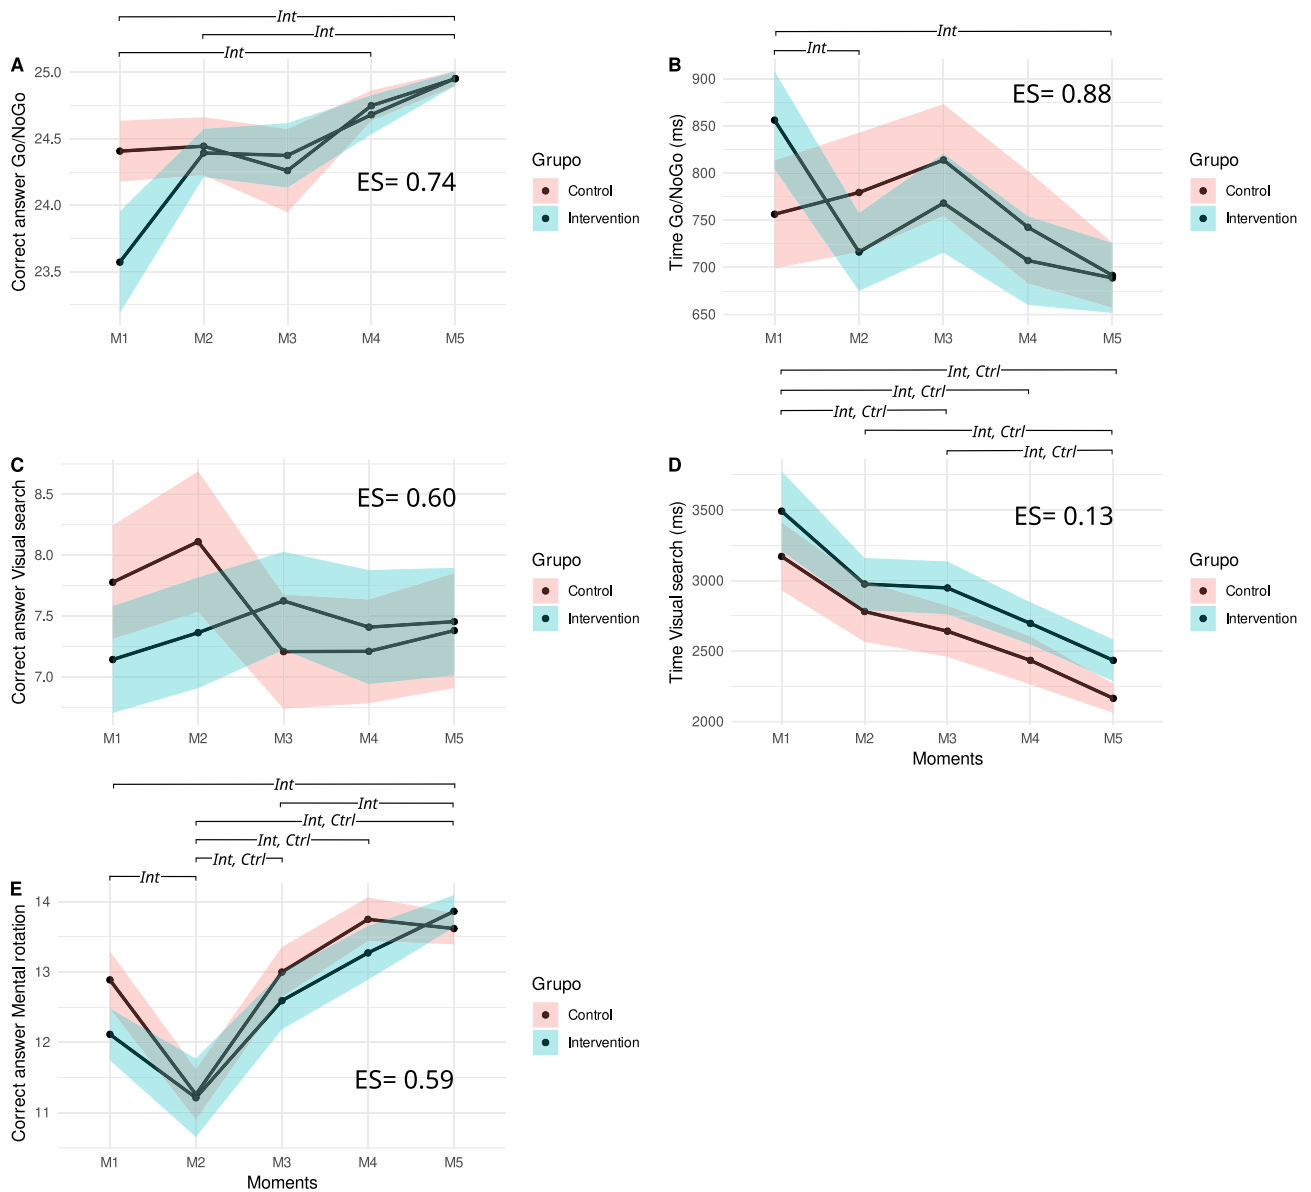 Int
Int
Int
A
25.0
24.5
24.0
23.5
Correct answer Go/NoGo
ES= 0.74
M1 M2 M3 M4 M5
Grupo
Control
Intervention
Int
Int
B
900
850
800
750
700
650
Time Go/NoGo (ms)
ES= 0.88
M1 M2 M3 M4 M5
Grupo
Control
Intervention
C
8.5
8.0
7.5
7.0
Correct answer Visual search
ES= 0.60
M1 M2 M3 M4 M5
Grupo
Control
Intervention
Int, Ctrl
Int, Ctrl
Int, Ctrl
Int, Ctrl
Int, Ctrl
D
3500
3000
2500
2000
Time Visual search (ms)
ES= 0.13
M1 M2 M3 M4 M5
Moments
Grupo
Control
Intervention
Int
Int
Int, Ctrl
Int, Ctrl
Int, Ctrl
Int
E
14
13
12
11
Correct answer Mental rotation
ES= 0.59
M1 M2 M3 M4 M5
Moments
Grupo
Control
Intervention